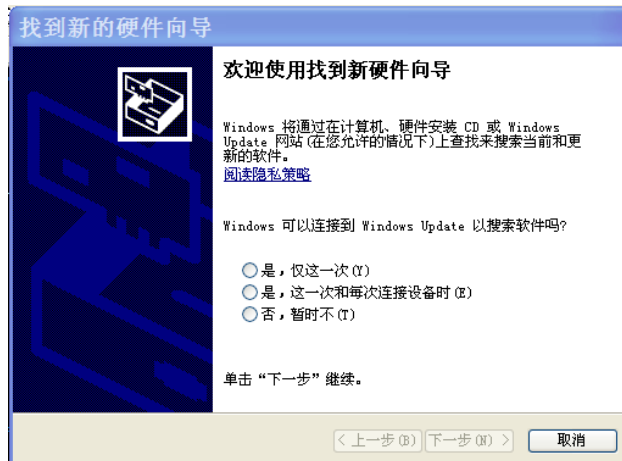 找到新的硬件向导
欢迎使用找到新硬件向导
Windows 将通过在计算机、硬件安装 CD 或 Windows
Update 网站(在您允许的情况下)上查找来搜索当前和更
新的软件。
阅读隐私策略
Windows 可以连接到 Windows Update 以搜索软件吗?
是，仅这一次(Y)
是，这一次和每次连接设备时(E)
否，暂时不(T)
单击“下一步”继续。
< 上一步(B) 下一步(N) > 取消